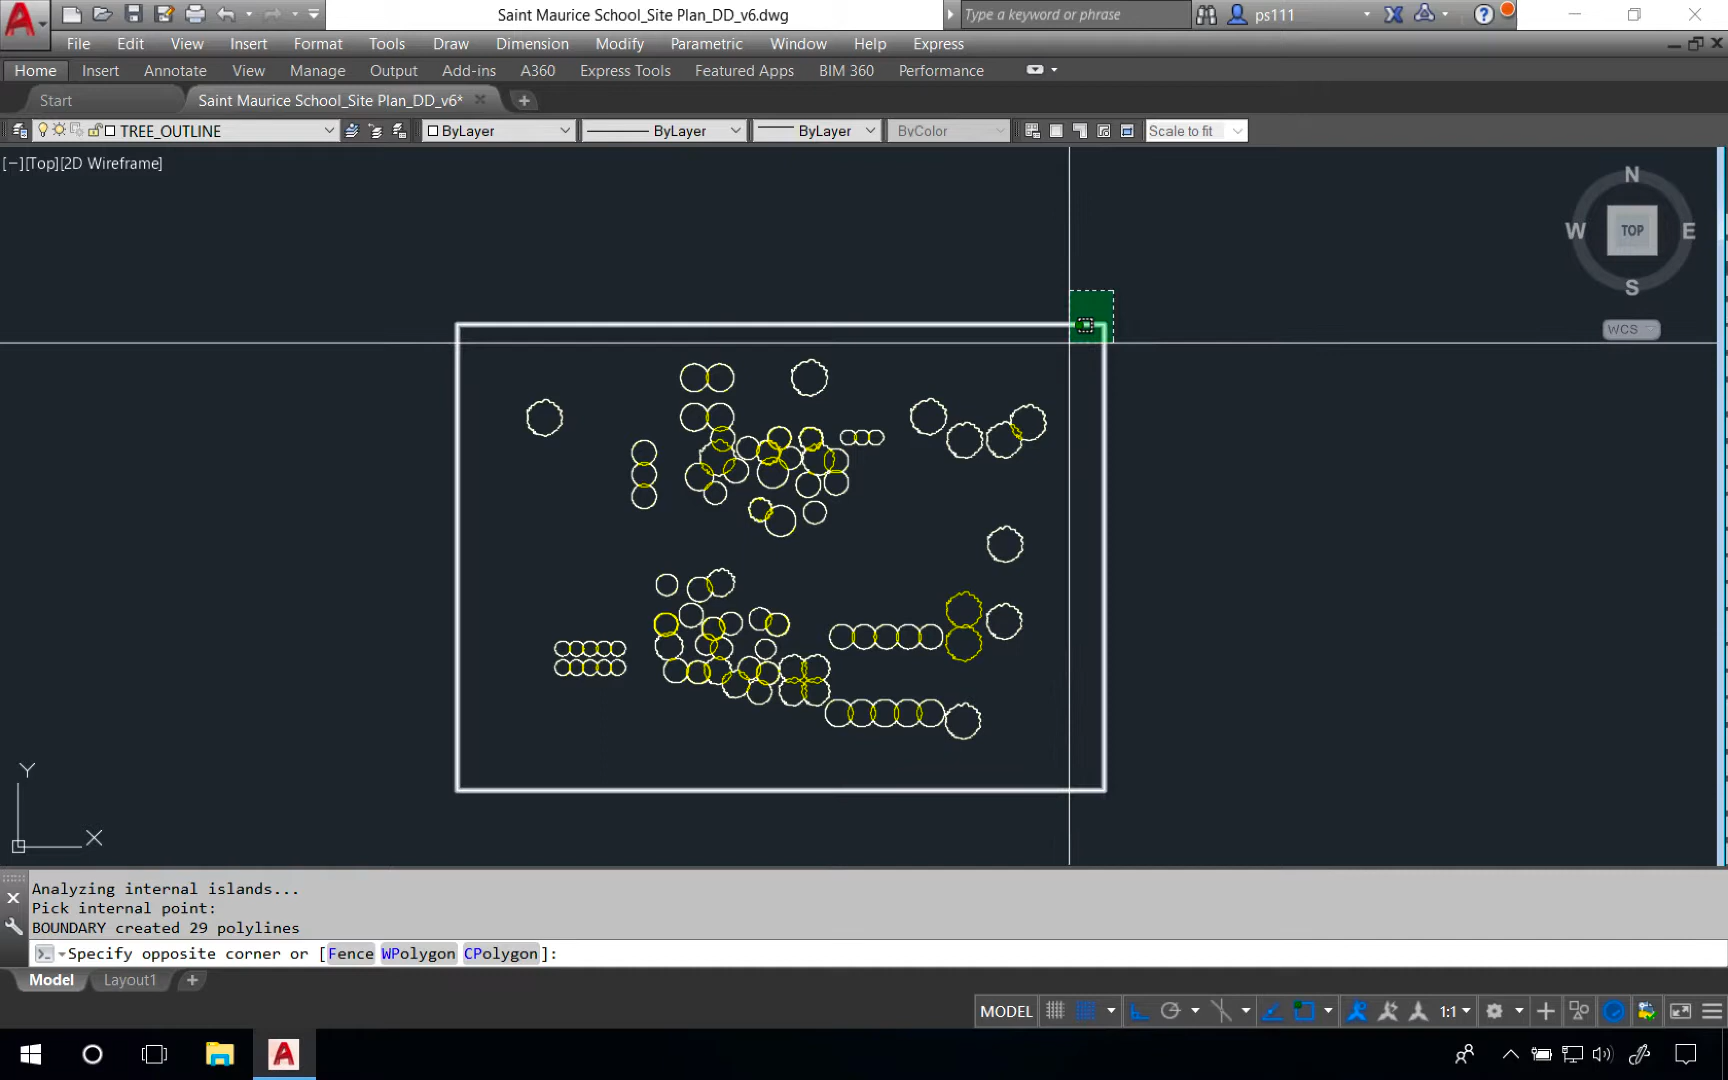 Saint Maurice School_Site Plan_DD_v6.dwg
Type a keyword or phrase
ps111
File Edit View Insert Format Tools Draw Dimension Modify Parametric Window Help Express
Home Insert Annotate View Manage Output Add-ins A360 Express Tools Featured Apps BIM 360 Performance
Start Saint Maurice School_Site Plan_DD_v6*
TREE_OUTLINE ByLayer ByLayer ByLayer ByColor Scale to fit
[−][Top][2D Wireframe]
N
W TOP E
S
WCS
Y
X
Analyzing internal islands...
Pick internal point:
BOUNDARY created 29 polylines
Specify opposite corner or [Fence WPolygon CPolygon]:
Model Layout1
MODEL 1:1